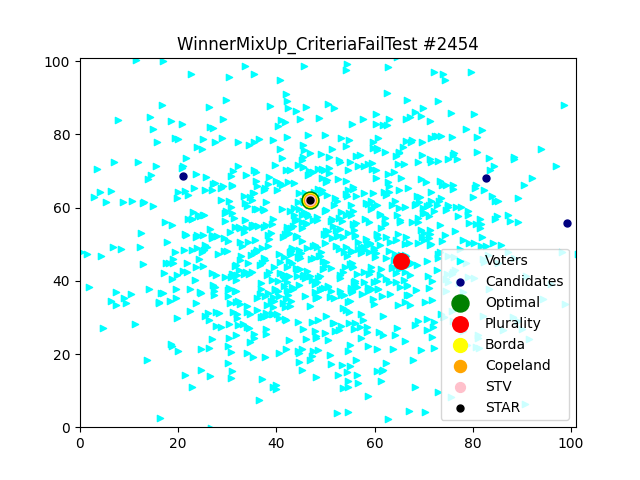 WinnerMixUp_CriteriaFailTest #2454
100
80
60
40
20
0
0 20 40 60 80 100
Voters
Candidates
Optimal
Plurality
Borda
Copeland
STV
STAR